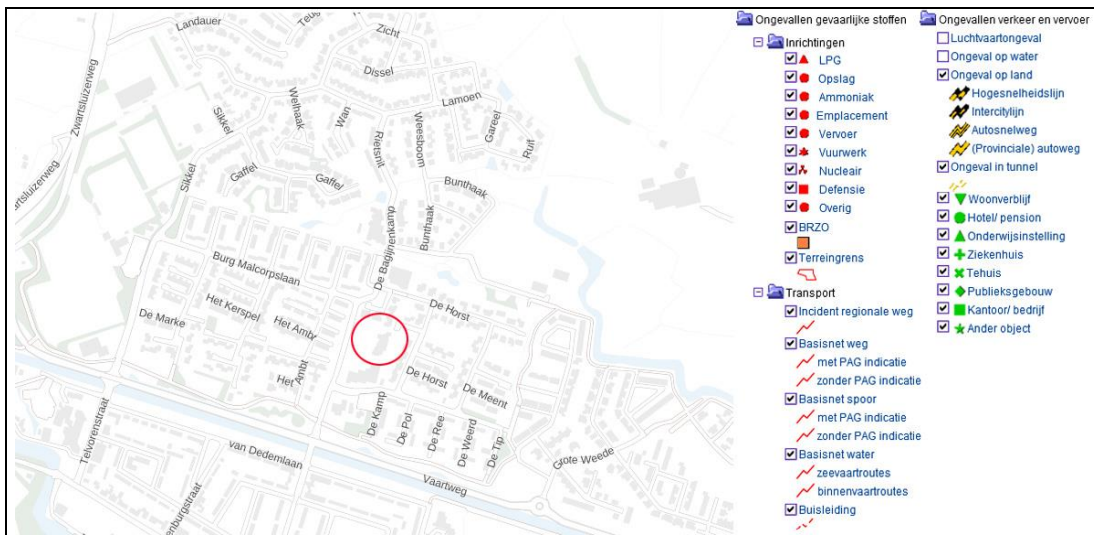 Landauer
Zicht
Dissel
Zwartsluizerweg
Welhaak
Wan
Lamoen
Sikkel
Rietsnit
Weesboom
Gareel
Ruif
Sikkel
Gaffel
Gaffel
Bunthaak
Bunthaak
De Bagijnenkamp
Burg Malcorpslaan
Het Kerspel
De Marke
Het Ambt
De Horst
Het Ambt
De Horst
De Meent
De Kamp
De Pol
De Ree
De Weerd
De Tip
Telvorenstraat
van Dedemlaan
Vaartweg
Grote Weede
Ongevallen gevaarlijke stoffen
Inrichtingen
LPG
Opslag
Ammoniak
Emplacement
Vervoer
Vuurwerk
Nucleair
Defensie
Overig
BRZO
Terreingrens
Transport
Incident regionale weg
Basisnet weg
met PAG indicatie
zonder PAG indicatie
Basisnet spoor
met PAG indicatie
zonder PAG indicatie
Basisnet water
zeevaartroutes
binnenvaartroutes
Buisleiding
Ongevallen verkeer en vervoer
Luchtvaartongeval
Ongeval op water
Ongeval op land
Hogesnelheidslijn
Intercitylijn
Autosnelweg
(Provinciale) autoweg
Ongeval in tunnel
Woonverblijf
Hotel/ pension
Onderwijsinstelling
Ziekenhuis
Tehuis
Publieksgebouw
Kantoor/ bedrijf
Ander object